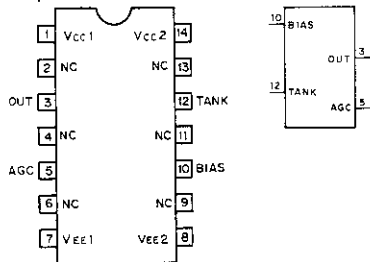 1 VCC1 VCC2 14
2 NC NC 13
OUT 3 12 TANK
4 NC NC 11
AGC 5 10 BIAS
6 NC NC 9
7 VEE1 VEE2 8
10 BIAS
OUT 3
12 TANK
AGC 5